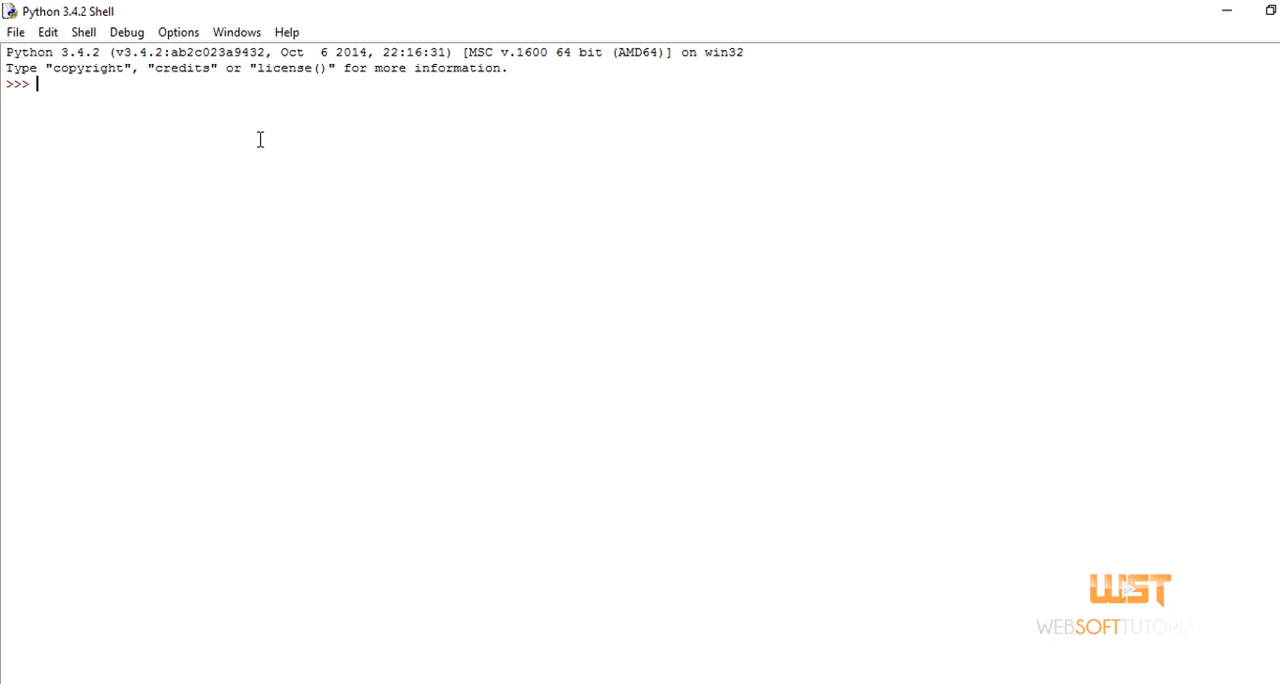 Python 3.4.2 Shell
File Edit Shell Debug Options Windows Help
Python 3.4.2 (v3.4.2:ab2c023a9432, Oct  6 2014, 22:16:31) [MSC v.1600 64 bit (AMD64)] on win32
Type "copyright", "credits" or "license()" for more information.
>>>
WST
WEBSOFTTUTORIA